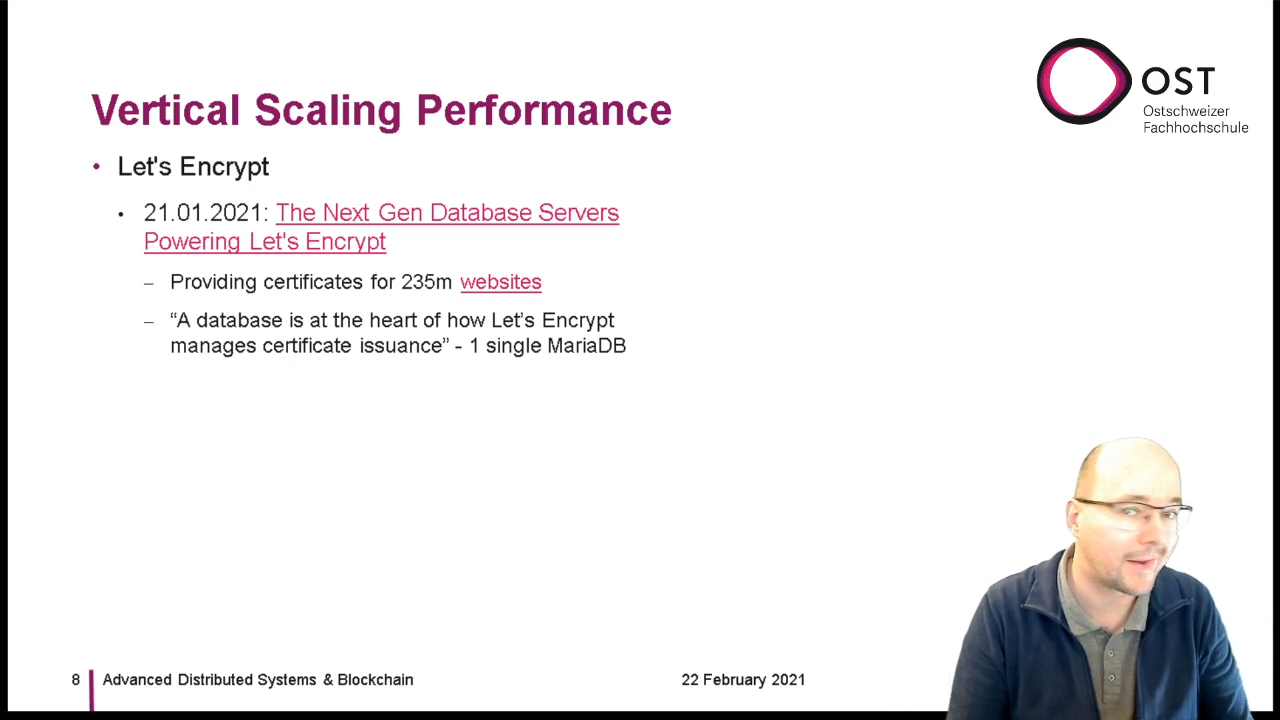 OST
Ostschweizer
Fachhochschule
Vertical Scaling Performance
• Let's Encrypt
• 21.01.2021: The Next Gen Database Servers
Powering Let's Encrypt
– Providing certificates for 235m websites
– “A database is at the heart of how Let’s Encrypt
manages certificate issuance” - 1 single MariaDB
8 Advanced Distributed Systems & Blockchain 22 February 2021